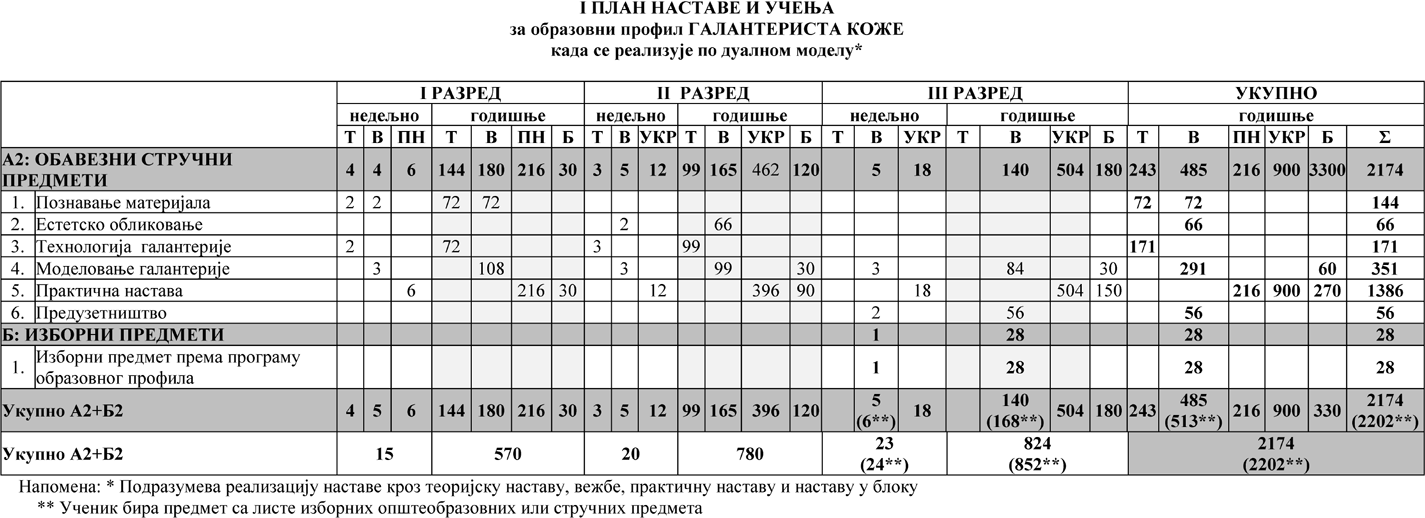 I ПЛАН НАСТАВЕ И УЧЕЊА
за образовни профил ГАЛАНТЕРИСТА КОЖЕ
када се реализује по дуалном моделу*
I РАЗРЕД II РАЗРЕД III РАЗРЕД УКУПНО
недељно годишње недељно годишње недељно годишње годишње
Т В ПН Т В ПН Б Т В УКР Т В УКР Б Т В УКР Т В УКР Б Т В ПН УКР Б Σ
А2: ОБАВЕЗНИ СТРУЧНИ
ПРЕДМЕТИ 4 4 6 144 180 216 30 3 5 12 99 165 462 120 5 18 140 504 180 243 485 216 900 3300 2174
1. Познавање материјала 2 2 72 72 72 72 144
2. Естетско обликовање 2 66 66 66
3. Технологија галантерије 2 72 3 99 171 171
4. Моделовање галантерије 3 108 3 99 30 3 84 30 291 60 351
5. Практична настава 6 216 30 12 396 90 18 504 150 216 900 270 1386
6. Предузетништво 2 56 56 56
Б: ИЗБОРНИ ПРЕДМЕТИ 1 28 28 28
1. Изборни предмет према програму
образовног профила 1 28 28 28
Укупно А2+Б2 4 5 6 144 180 216 30 3 5 12 99 165 396 120 5
(6**) 18 140
(168**) 504 180 243 485
(513**) 216 900 330 2174
(2202**)
Укупно А2+Б2 15 570 20 780 23
(24**) 824
(852**) 2174
(2202**)
Напомена: * Подразумева реализацију наставе кроз теоријску наставу, вежбе, практичну наставу и наставу у блоку
** Ученик бира предмет са листе изборних општеобразовних или стручних предмета